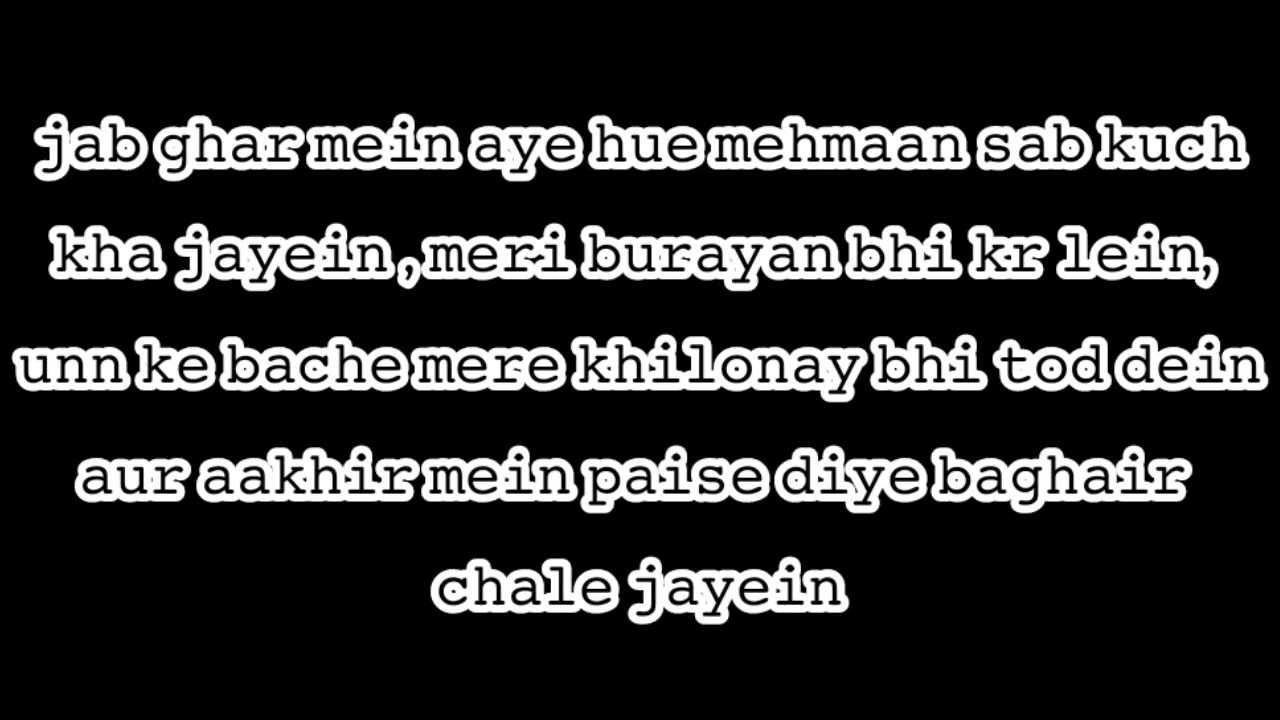 jab ghar mein aye hue mehmaan sab kuch
kha jayein,meri burayan bhi kr lein,
unn ke bache mere khilonay bhi tod dein
aur aakhir mein paise diye baghair
chale jayein